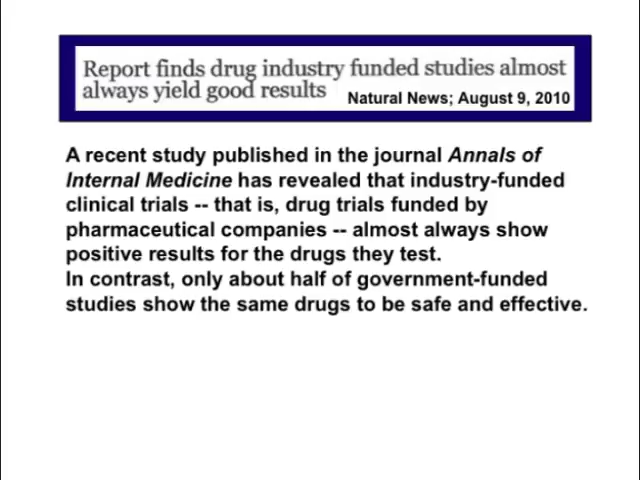 Report finds drug industry funded studies almost
always yield good results Natural News; August 9, 2010
A recent study published in the journal Annals of
Internal Medicine has revealed that industry-funded
clinical trials -- that is, drug trials funded by
pharmaceutical companies -- almost always show
positive results for the drugs they test.
In contrast, only about half of government-funded
studies show the same drugs to be safe and effective.